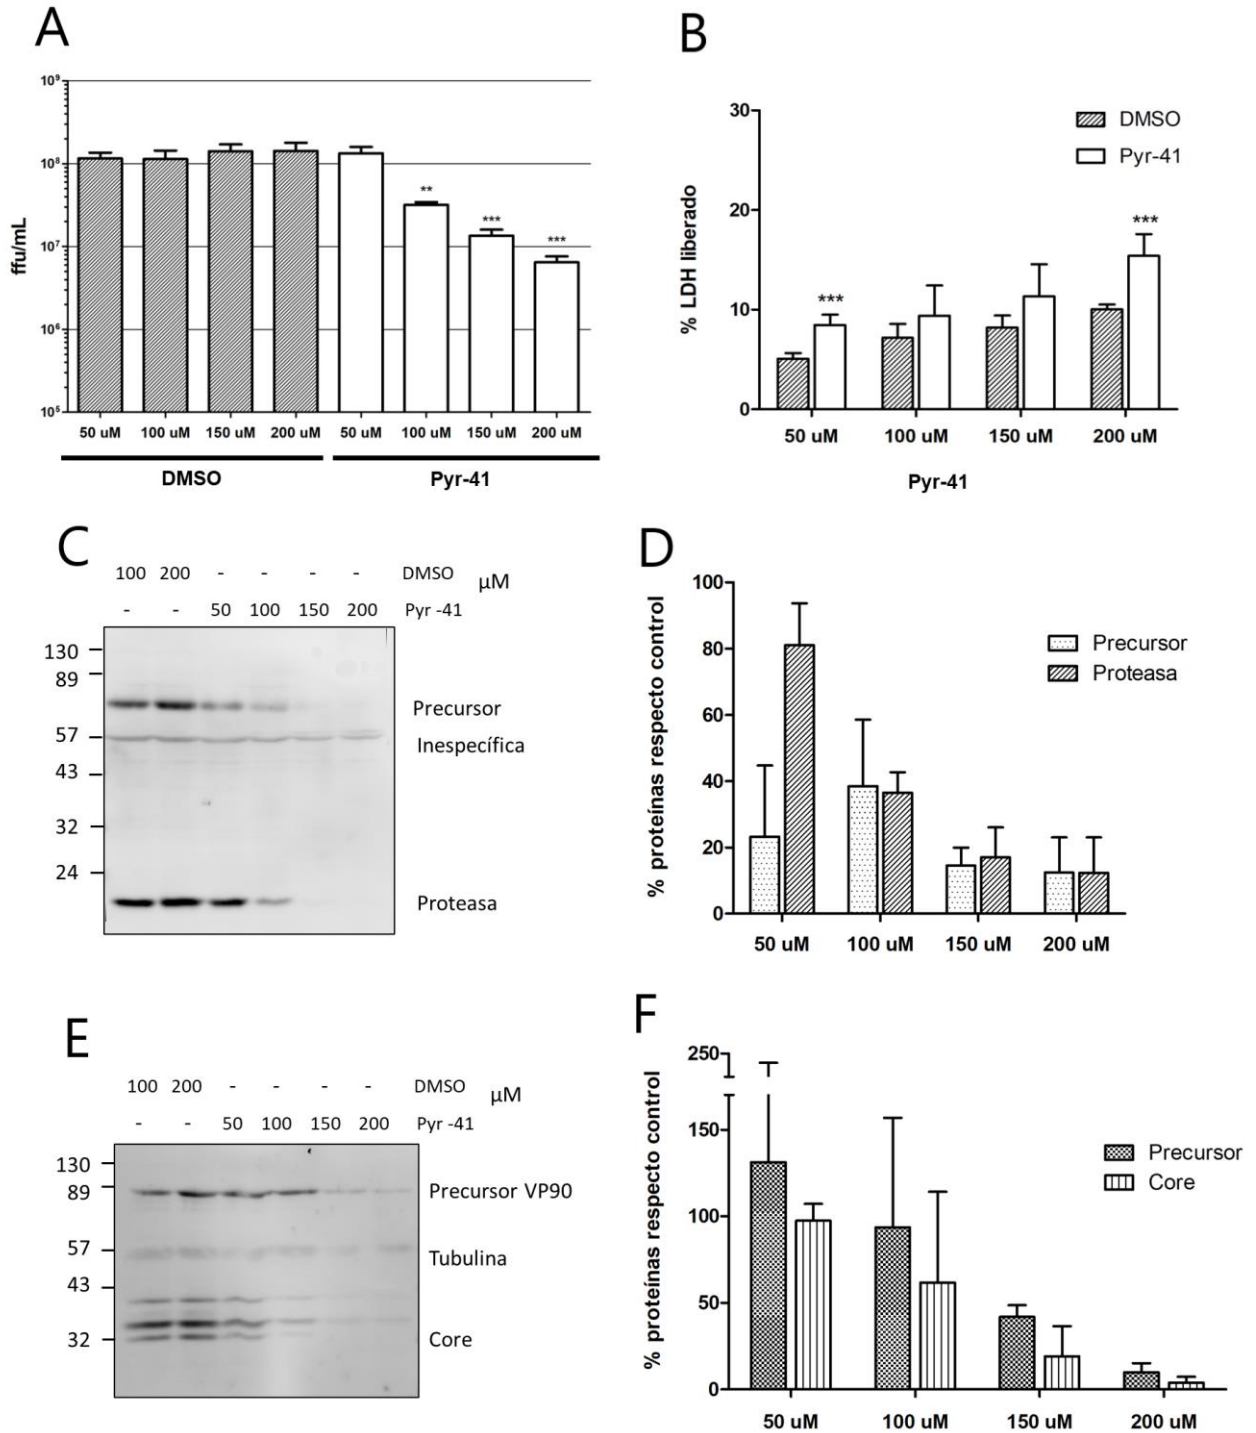 A
10⁹
10⁸
10⁷
10⁶
10⁵
ffu/mL
** *** ***
50 uM 100 uM 150 uM 200 uM 50 uM 100 uM 150 uM 200 uM
DMSO Pyr-41
B
30
20
10
0
% LDH liberado
DMSO
Pyr-41
*** ***
50 uM 100 uM 150 uM 200 uM
Pyr-41
C
100 200 - - - - DMSO µM
- - 50 100 150 200 Pyr -41
130
89
57
43
32
24
Precursor
Inespecífica
Proteasa
D
100
80
60
40
20
0
% proteínas respecto control
Precursor
Proteasa
50 uM 100 uM 150 uM 200 uM
E
100 200 - - - - DMSO µM
- - 50 100 150 200 Pyr -41
130
89
57
43
32
Precursor VP90
Tubulina
Core
F
250
150
100
50
0
% proteínas respecto control
Precursor
Core
50 uM 100 uM 150 uM 200 uM